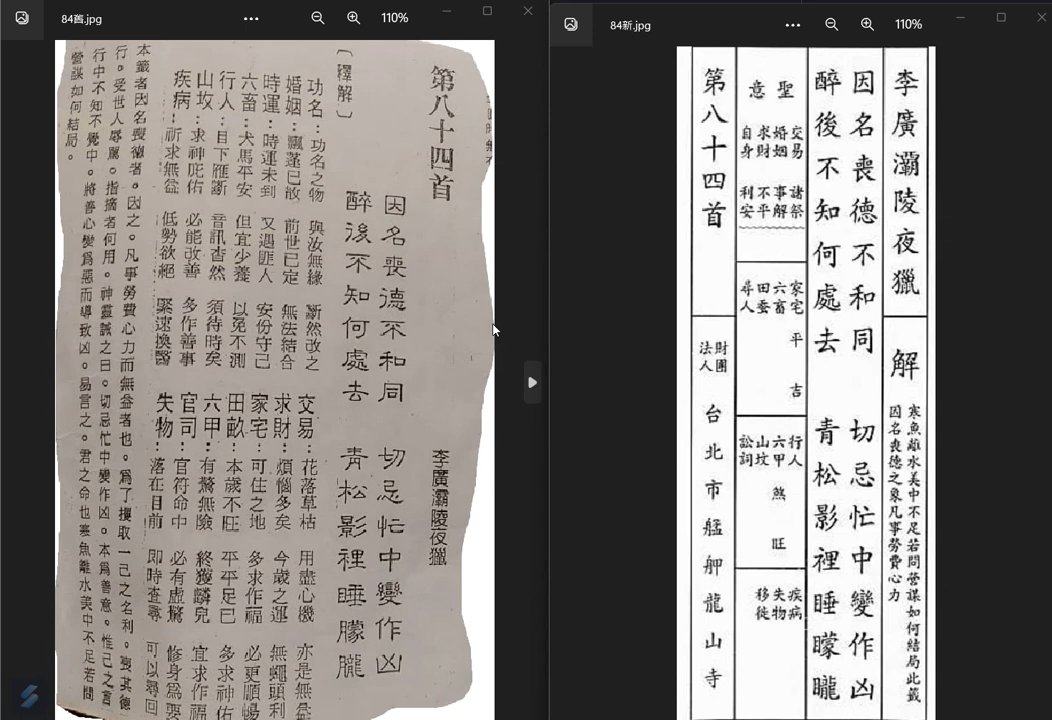 84舊.jpg
110%
第八十四首 李廣灞陵夜獵
因名喪德不和同 切忌忙中變作凶
醉後不知何處去 青松影裡睡朦朧
〔釋解〕
功名：功名之物 與汝無緣 斷然改之 交易：花落草枯 用盡心機 亦是無益
婚姻：飄蓬已故 前世已定 無法結合 求財：煩惱多矣 今歲之運 無蠅頭利
時運：時運未到 又遇匪人 安份守己 家宅：可住之地 多求作福 必更順暢
六畜：犬馬平安 但宜少養 以免不測 田畝：本歲不旺 平平足已 多求神佑
行人：目下雁斷 音訊杳然 須待時矣 六甲：有驚無險 終獲麟兒 宜求作福
山坟：求神庇佑 必能改善 多作善事 官司：官符命中 必有虛驚 修身為要
疾病：祈求無益 低勢欲絕 緊速換醫 失物：落在目前 即時查尋 可以尋回
本籤者因名喪德者。因之。凡事勞費心力而無益者也。為了攫取一己之名利。喪其德
行。受世人辱罵。指摘者何用。神靈誠之曰。切忌忙中變作凶。本為善意。惟己之言
行中不知不覺中。將善心變為惡而導致凶。易言之。君之命也寒魚離水美中不足若問
營謀如何結局。
84新.jpg
110%
李廣灞陵夜獵
解
寒魚離水美中不足若問營謀如何結局此籤
因名喪德之象凡事勞費心力
因名喪德不和同 切忌忙中變作凶
醉後不知何處去 青松影裡睡矇矓
聖意
交易 諸祭
婚姻 事解
求財 不平
自身 利安
家宅
六畜
田蚕
尋人
平 吉
行人
六甲
山坟
訟詞
煞 旺
疾病
失物
移徙
第八十四首
財團
法人
台北市艋舺龍山寺